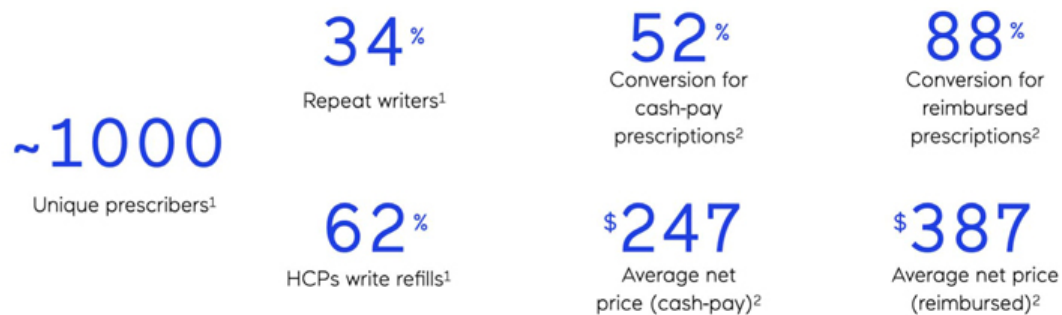 ~1000
Unique prescribers¹
34%
Repeat writers¹
62%
HCPs write refills¹
52%
Conversion for
cash-pay
prescriptions²
$247
Average net
price (cash-pay)²
88%
Conversion for
reimbursed
prescriptions²
$387
Average net price
(reimbursed)²